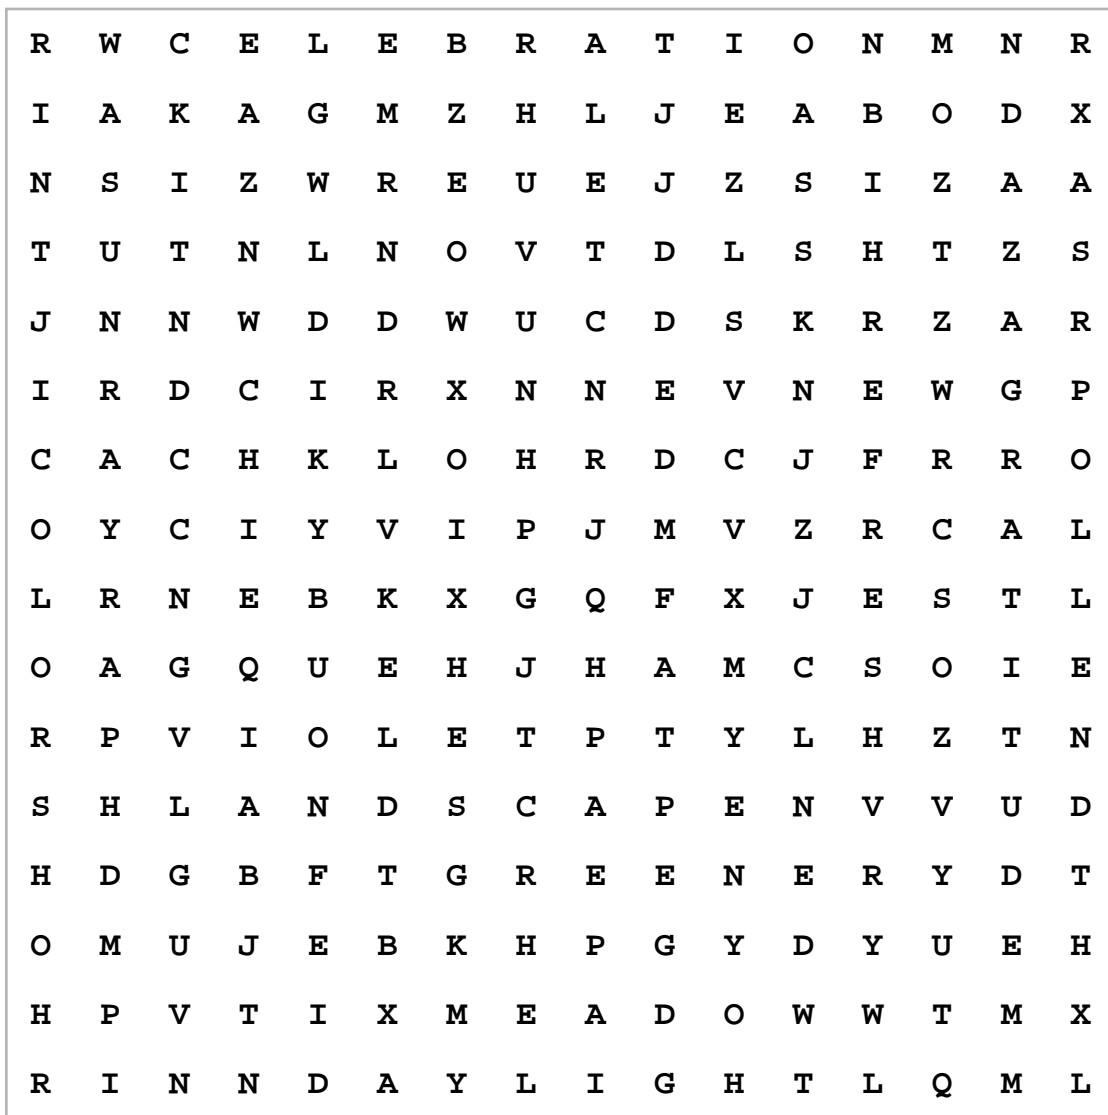 R W C E L E B R A T I O N M N R
I A K A G M Z H L J E A B O D X
N S I Z W R E U E J Z S I Z A A
T U T N L N O V T D L S H T Z S
J N N W D D W U C D S K R Z A R
I R D C I R X N N E V N E W G P
C A C H K L O H R D C J F R R O
O Y C I Y V I P J M V Z R C A L
L R N E B K X G Q F X J E S T L
O A G Q U E H J H A M C S O I E
R P V I O L E T P T Y L H Z T N
S H L A N D S C A P E N V V U D
H D G B F T G R E E N E R Y D T
O M U J E B K H P G Y D Y U E H
H P V T I X M E A D O W W T M X
R I N N D A Y L I G H T L Q M L